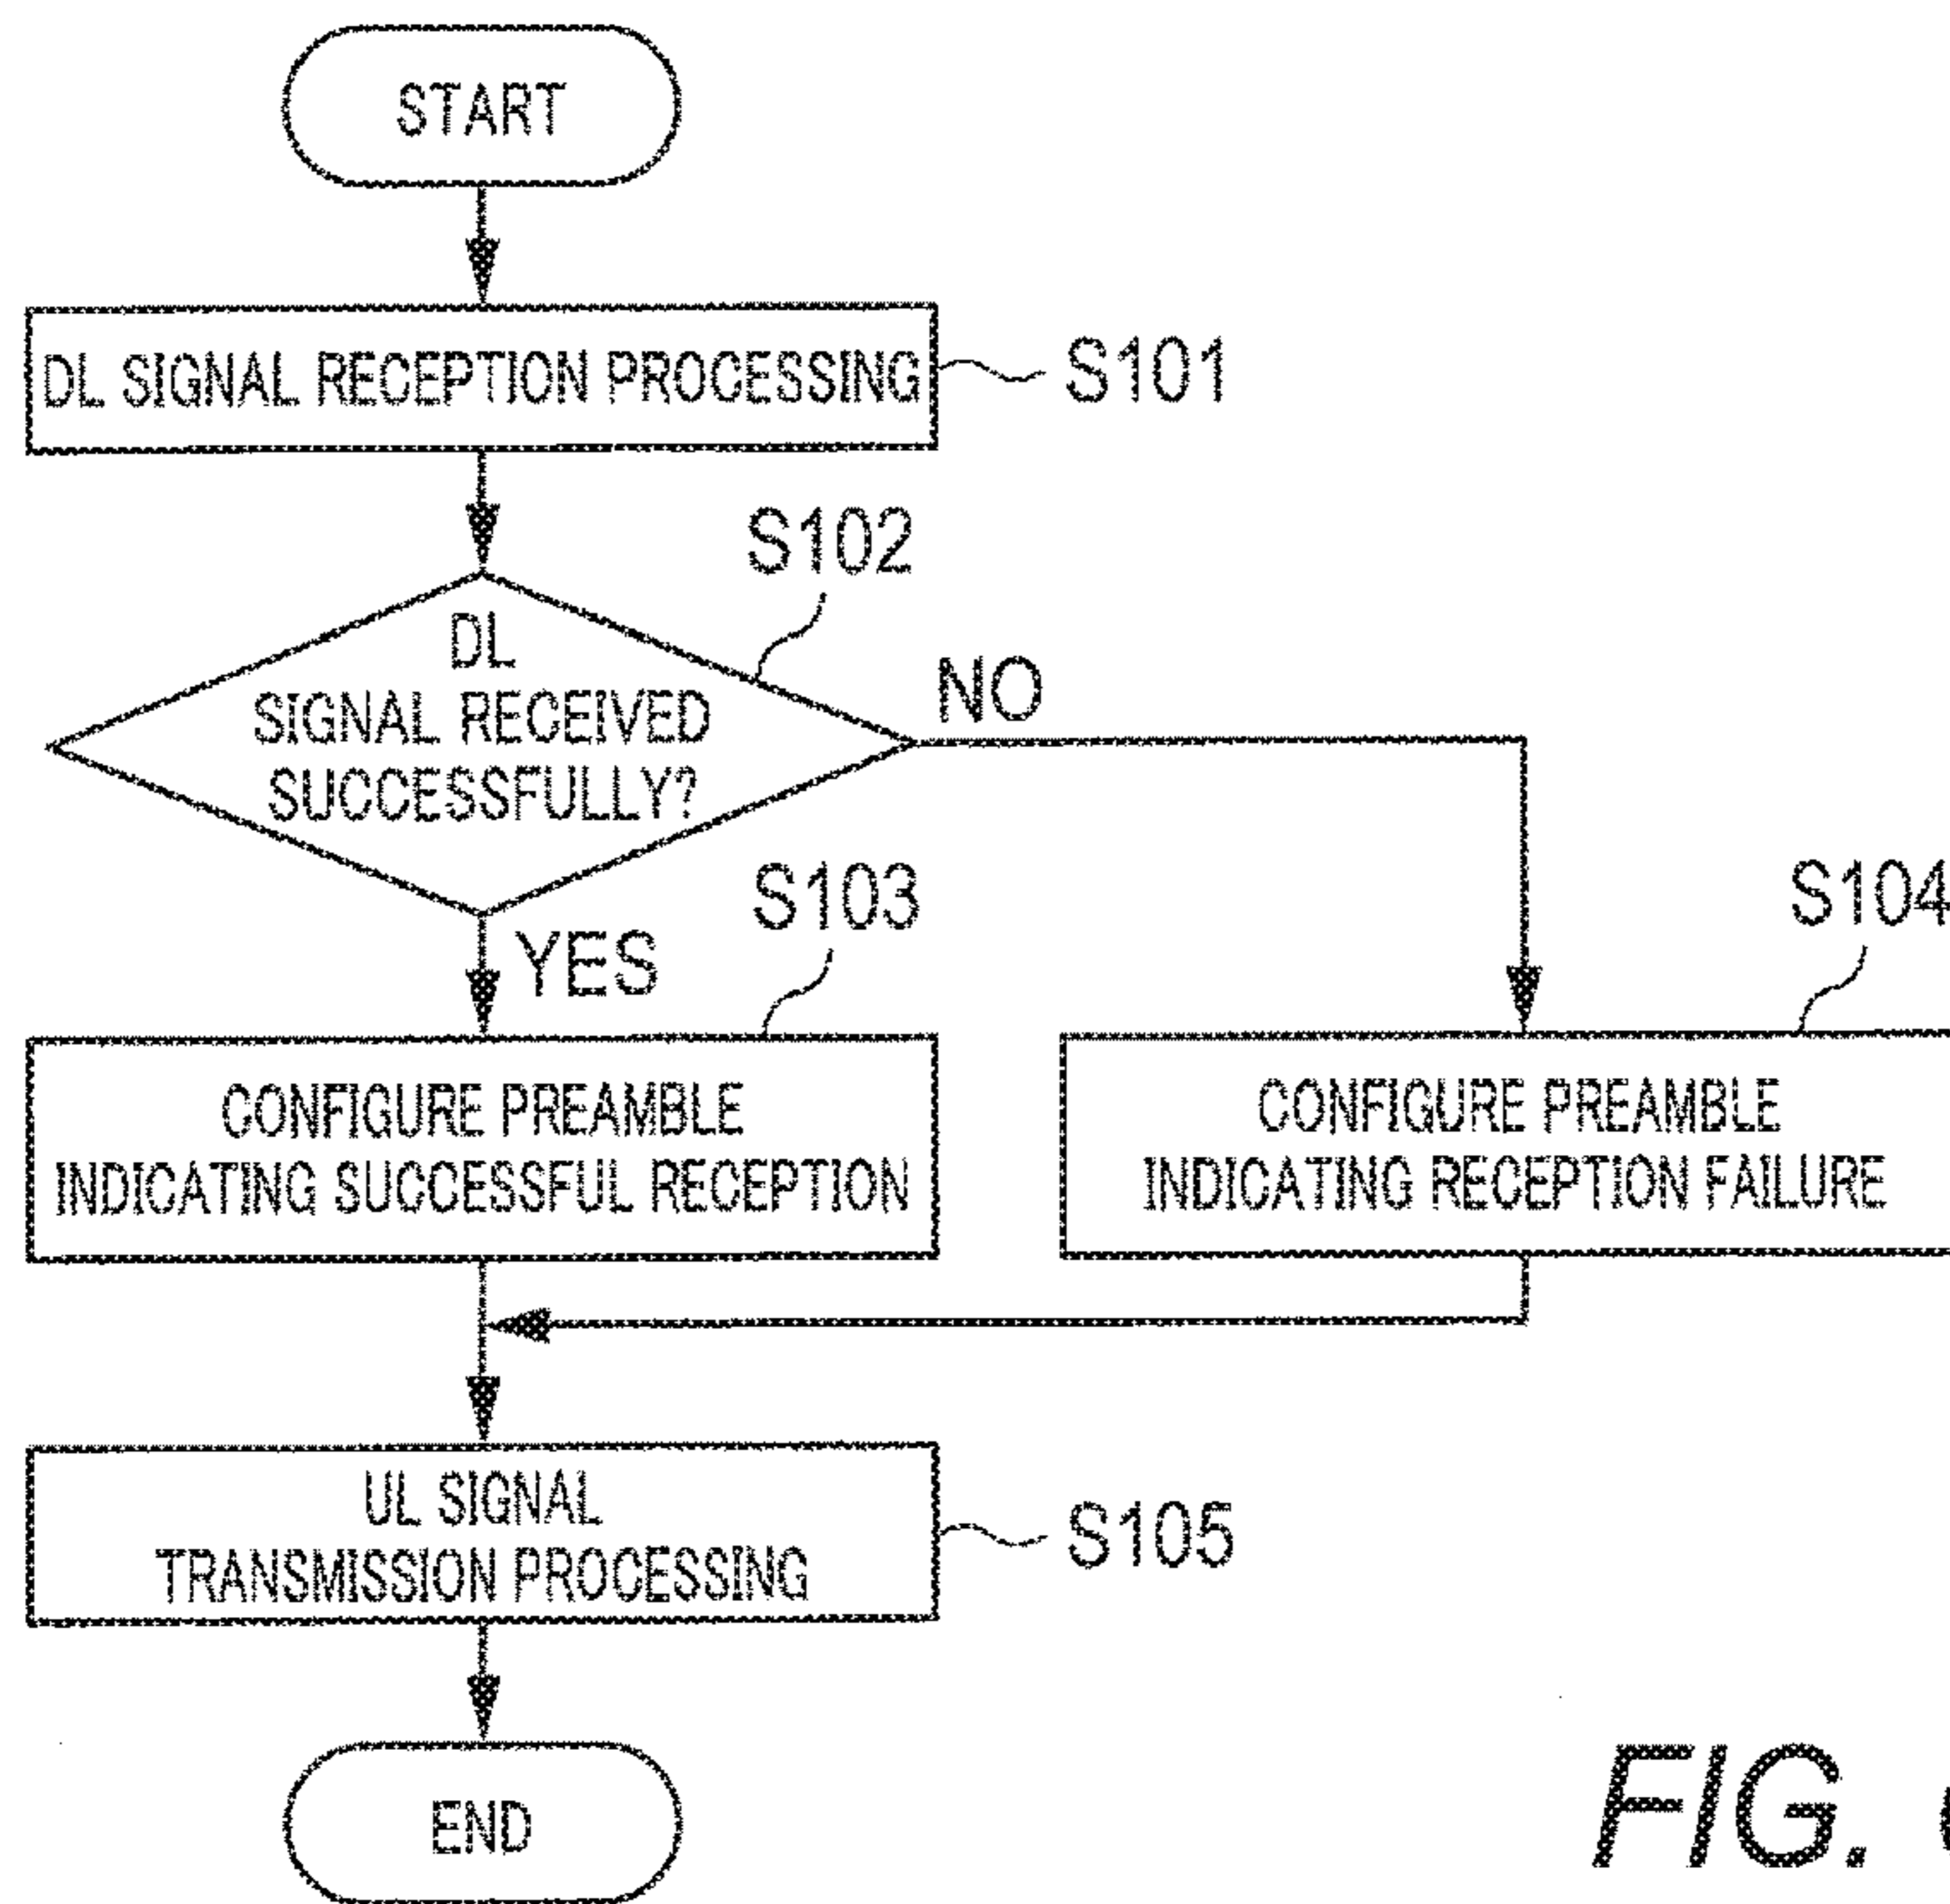 START
DL SIGNAL RECEPTION PROCESSING
S101
S102
DL
SIGNAL RECEIVED
SUCCESSFULLY?
NO
YES
S103
CONFIGURE PREAMBLE
INDICATING SUCCESSFUL RECEPTION
S104
CONFIGURE PREAMBLE
INDICATING RECEPTION FAILURE
UL SIGNAL
TRANSMISSION PROCESSING
S105
END
FIG.